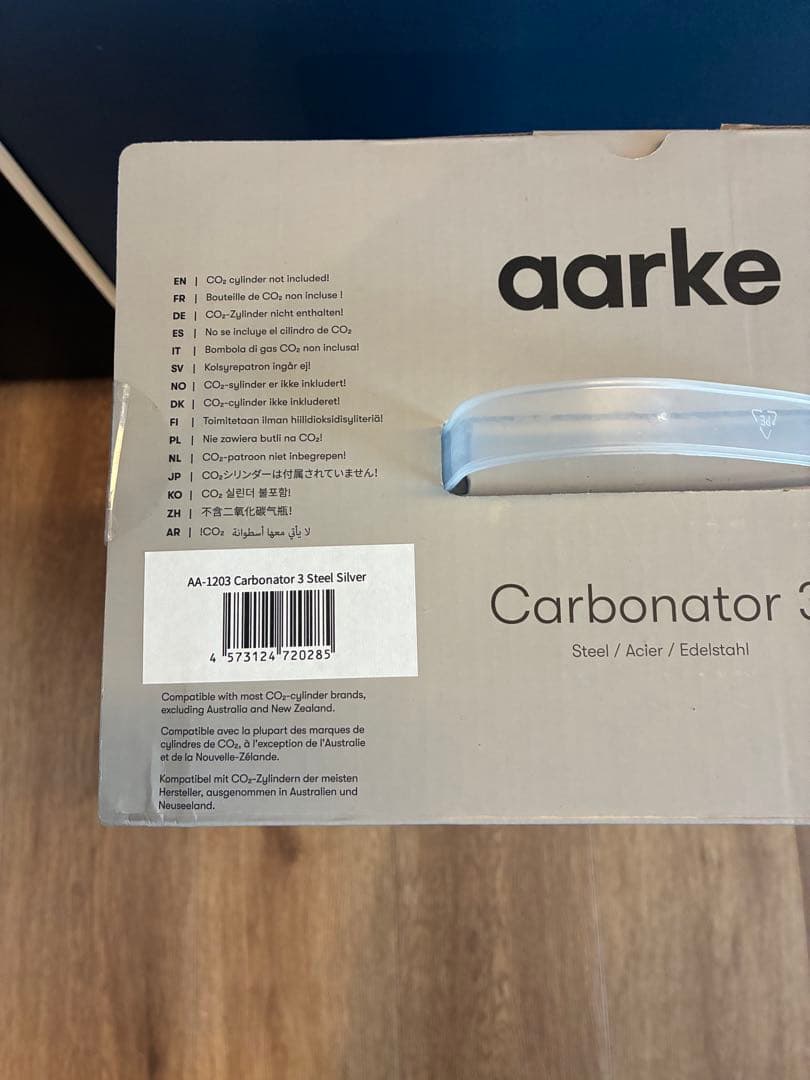 aarke
EN | CO₂ cylinder not included!
FR | Bouteille de CO₂ non incluse !
DE | CO₂-Zylinder nicht enthalten!
ES | No se incluye el cilindro de CO₂
IT | Bombola di gas CO₂ non inclusa!
SV | Kolsyrepatron ingår ej!
NO | CO₂-sylinder er ikke inkludert!
DK | CO₂-cylinder ikke inkluderet!
FI | Toimitetaan ilman hiilidioksidisyliteriä!
PL | Nie zawiera butli na CO₂!
NL | CO₂-patroon niet inbegrepen!
JP | CO₂シリンダーは付属されていません!
KO | CO₂ 실린더 불포함!
ZH | 不含二氧化碳气瓶!
AR | !CO₂ لا يأتي معها أسطوانة
PE
AA-1203 Carbonator 3 Steel Silver
4 573124 720285
Carbonator 3
Steel / Acier / Edelstahl
Compatible with most CO₂-cylinder brands,
excluding Australia and New Zealand.
Compatible avec la plupart des marques de
cylindres de CO₂, à l'exception de l'Australie
et de la Nouvelle-Zélande.
Kompatibel mit CO₂-Zylindern der meisten
Hersteller, ausgenommen in Australien und
Neuseeland.